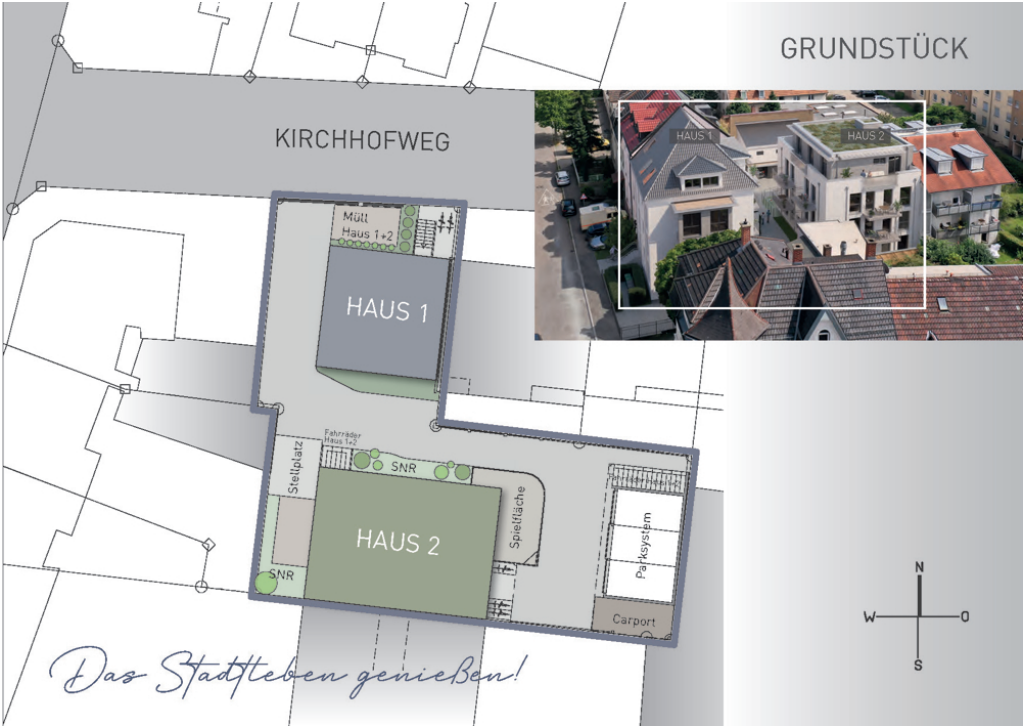 GRUNDSTÜCK
KIRCHHOFWEG
HAUS 1
HAUS 2
Müll
Haus 1+2
HAUS 1
Fahrräder
Haus 1+2
Stellplatz
SNR
Spielfläche
HAUS 2
Parksystem
SNR
Carport
N
W
O
S
Das Stadtleben genießen!